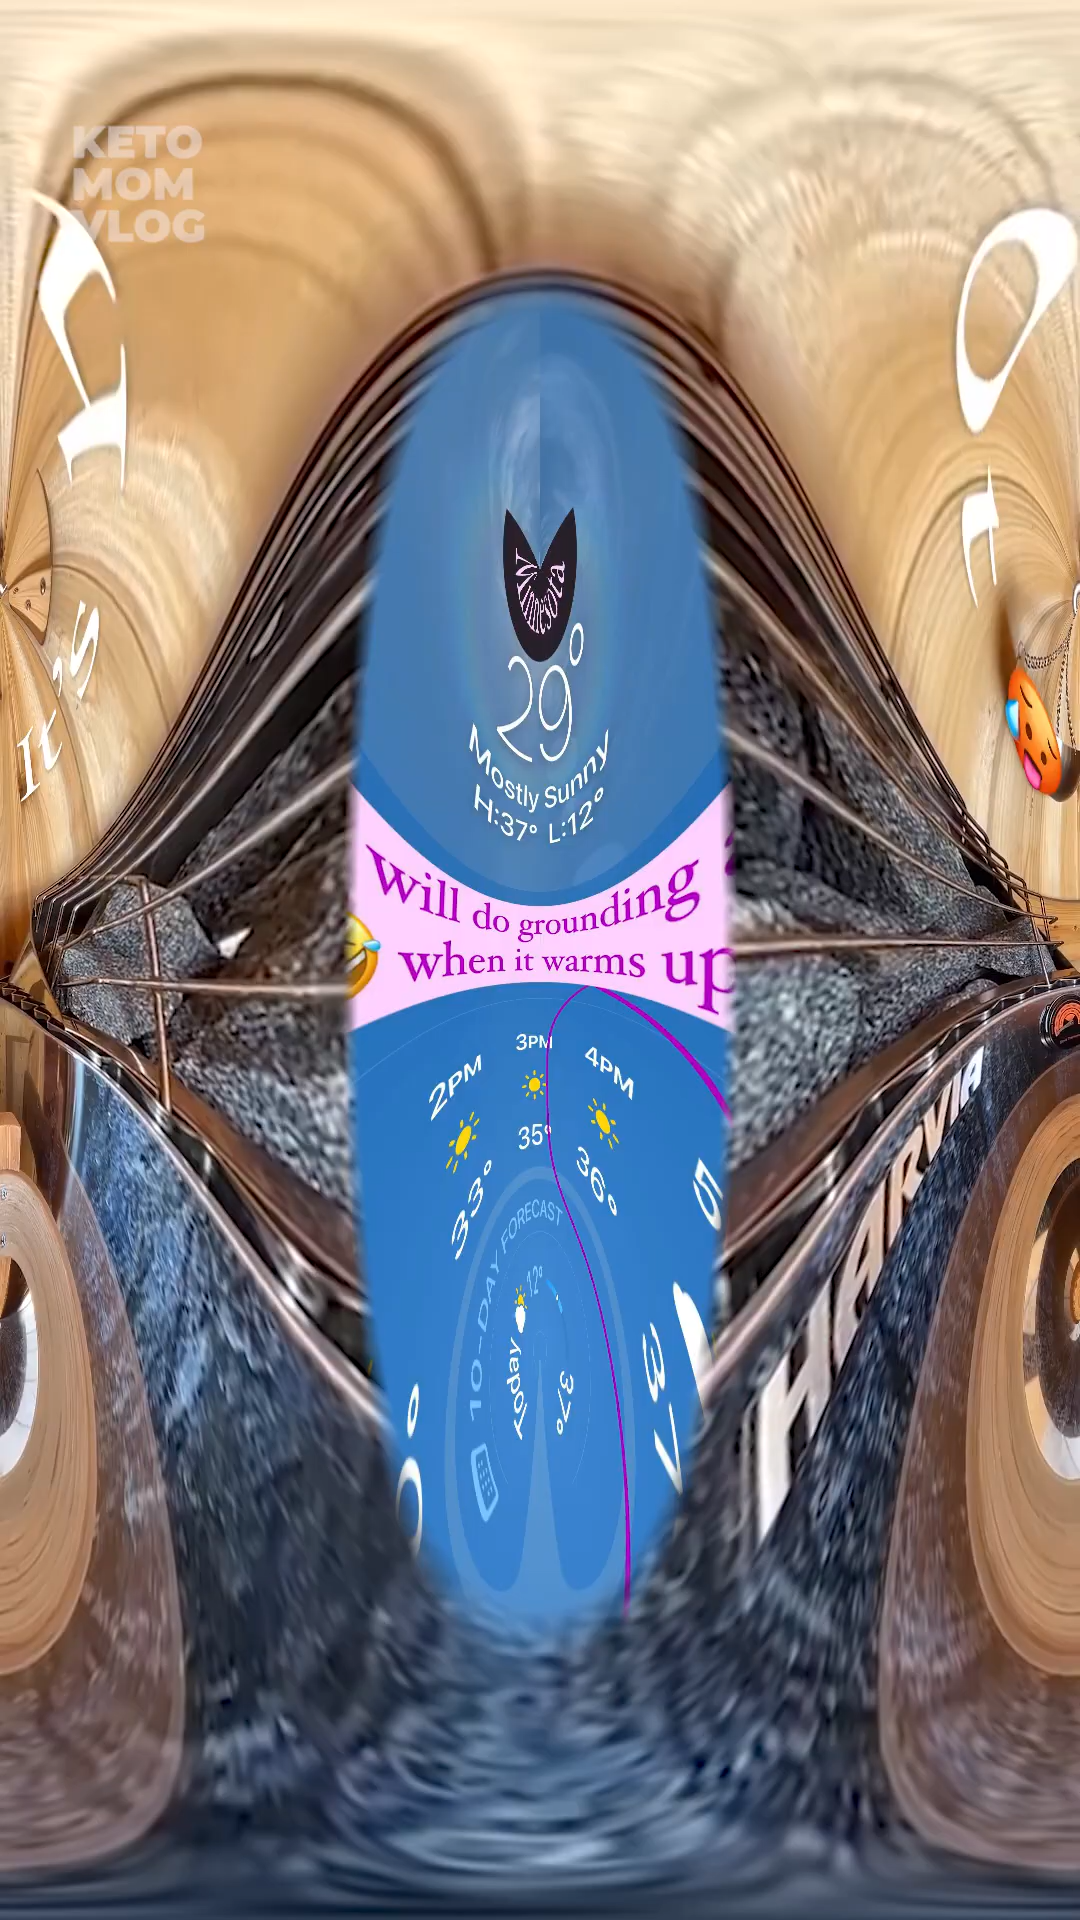 KETO
MOM
VLOG
It's
Minnesota
29°
Mostly Sunny
H:37° L:12°
Will do grounding
when it warms up
2PM
3PM
4PM
33°
35°
36°
10-DAY FORECAST
Today
12°
37°
HARVIA